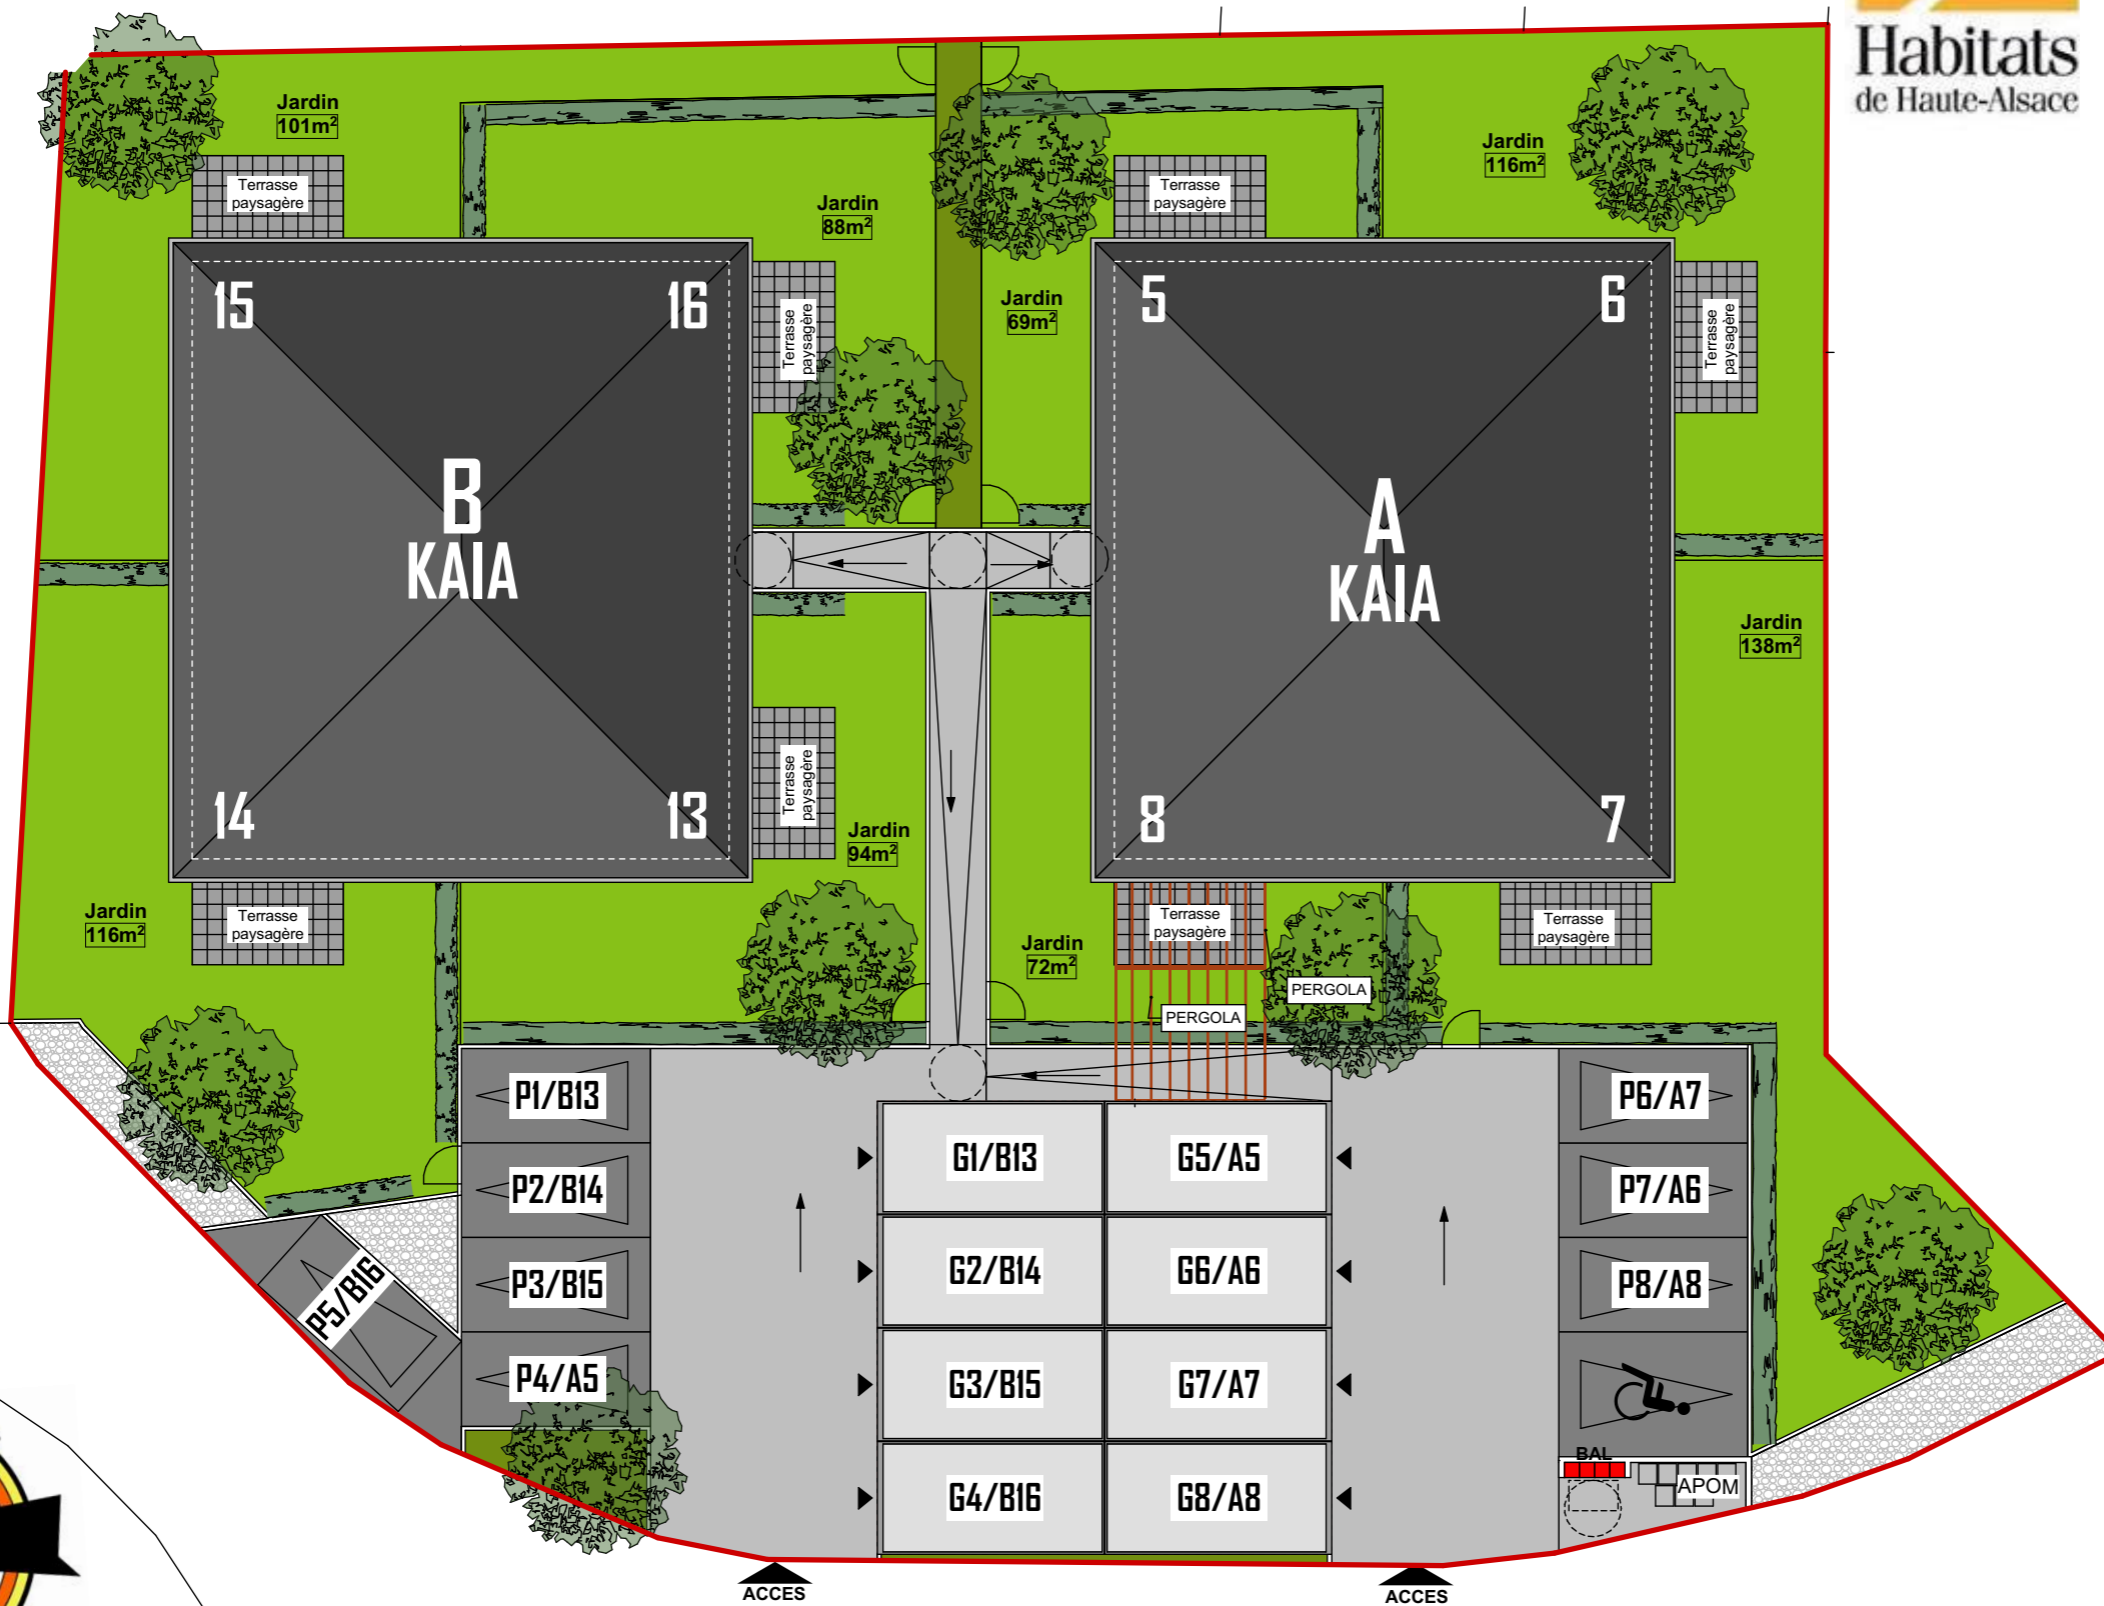 Habitats
de Haute-Alsace
Jardin
101m²
Terrasse
paysagère
Jardin
88m²
Terrasse
paysagère
Jardin
116m²
Jardin
69m²
Terrasse
paysagère
Terrasse
paysagère
15
16
B
KAIA
14
13
5
6
A
KAIA
8
7
Jardin
138m²
Terrasse
paysagère
Jardin
94m²
Jardin
116m²
Terrasse
paysagère
Jardin
72m²
Terrasse
paysagère
Terrasse
paysagère
PERGOLA
PERGOLA
P1/B13
P2/B14
P3/B15
P4/A5
P5/B16
G1/B13
G5/A5
G2/B14
G6/A6
G3/B15
G7/A7
G4/B16
G8/A8
P6/A7
P7/A6
P8/A8
BAL
APOM
ACCES
ACCES